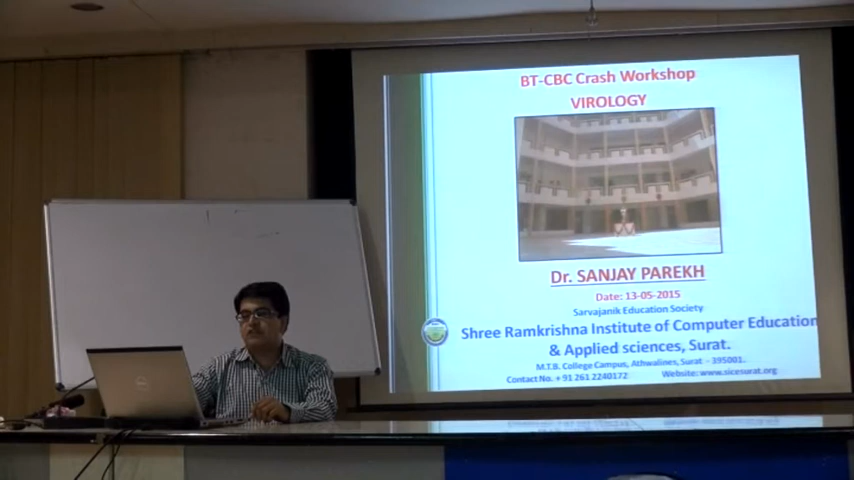 BT-CBC Crash Workshop
VIROLOGY
Dr. SANJAY PAREKH
Date: 13-05-2015
Sarvajanik Education Society
Shree Ramkrishna Institute of Computer Education
& Applied sciences, Surat.
M.T.B. College Campus, Athwalines, Surat - 395001.
Contact No. + 91 261 2240172 Website:- www.sicesurat.org